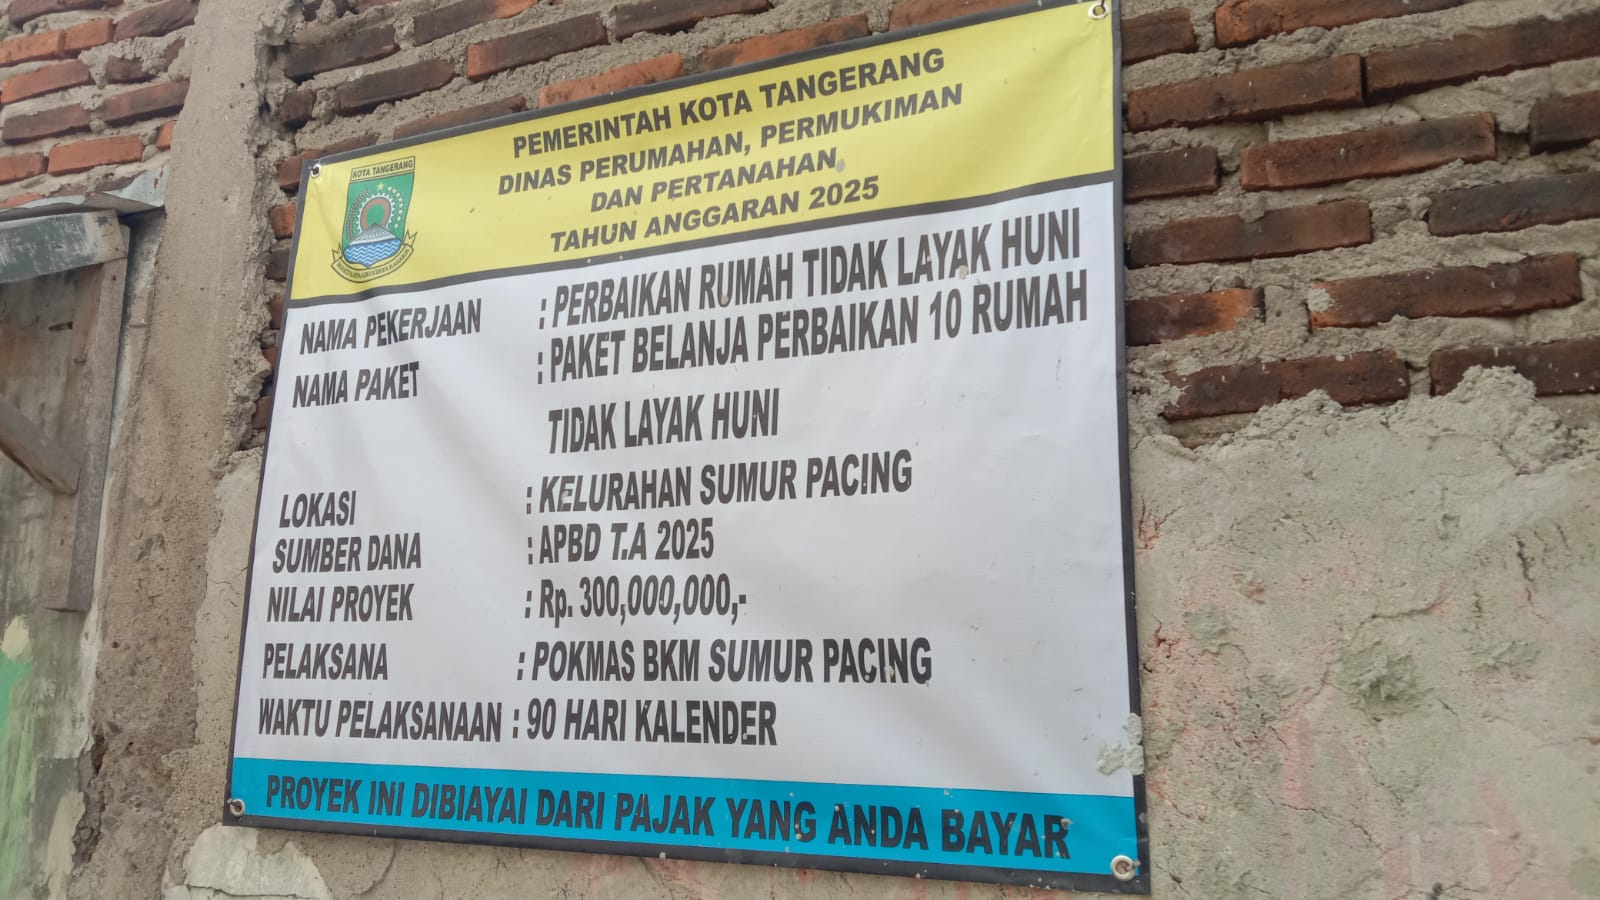 PEMERINTAH KOTA TANGERANG
DINAS PERUMAHAN, PERMUKIMAN
DAN PERTANAHAN
TAHUN ANGGARAN 2025
KOTA TANGERANG
NAMA PEKERJAAN : PERBAIKAN RUMAH TIDAK LAYAK HUNI
NAMA PAKET : PAKET BELANJA PERBAIKAN 10 RUMAH
TIDAK LAYAK HUNI
LOKASI : KELURAHAN SUMUR PACING
SUMBER DANA : APBD T.A 2025
NILAI PROYEK : Rp. 300,000,000,-
PELAKSANA : POKMAS BKM SUMUR PACING
WAKTU PELAKSANAAN : 90 HARI KALENDER
PROYEK INI DIBIAYAI DARI PAJAK YANG ANDA BAYAR